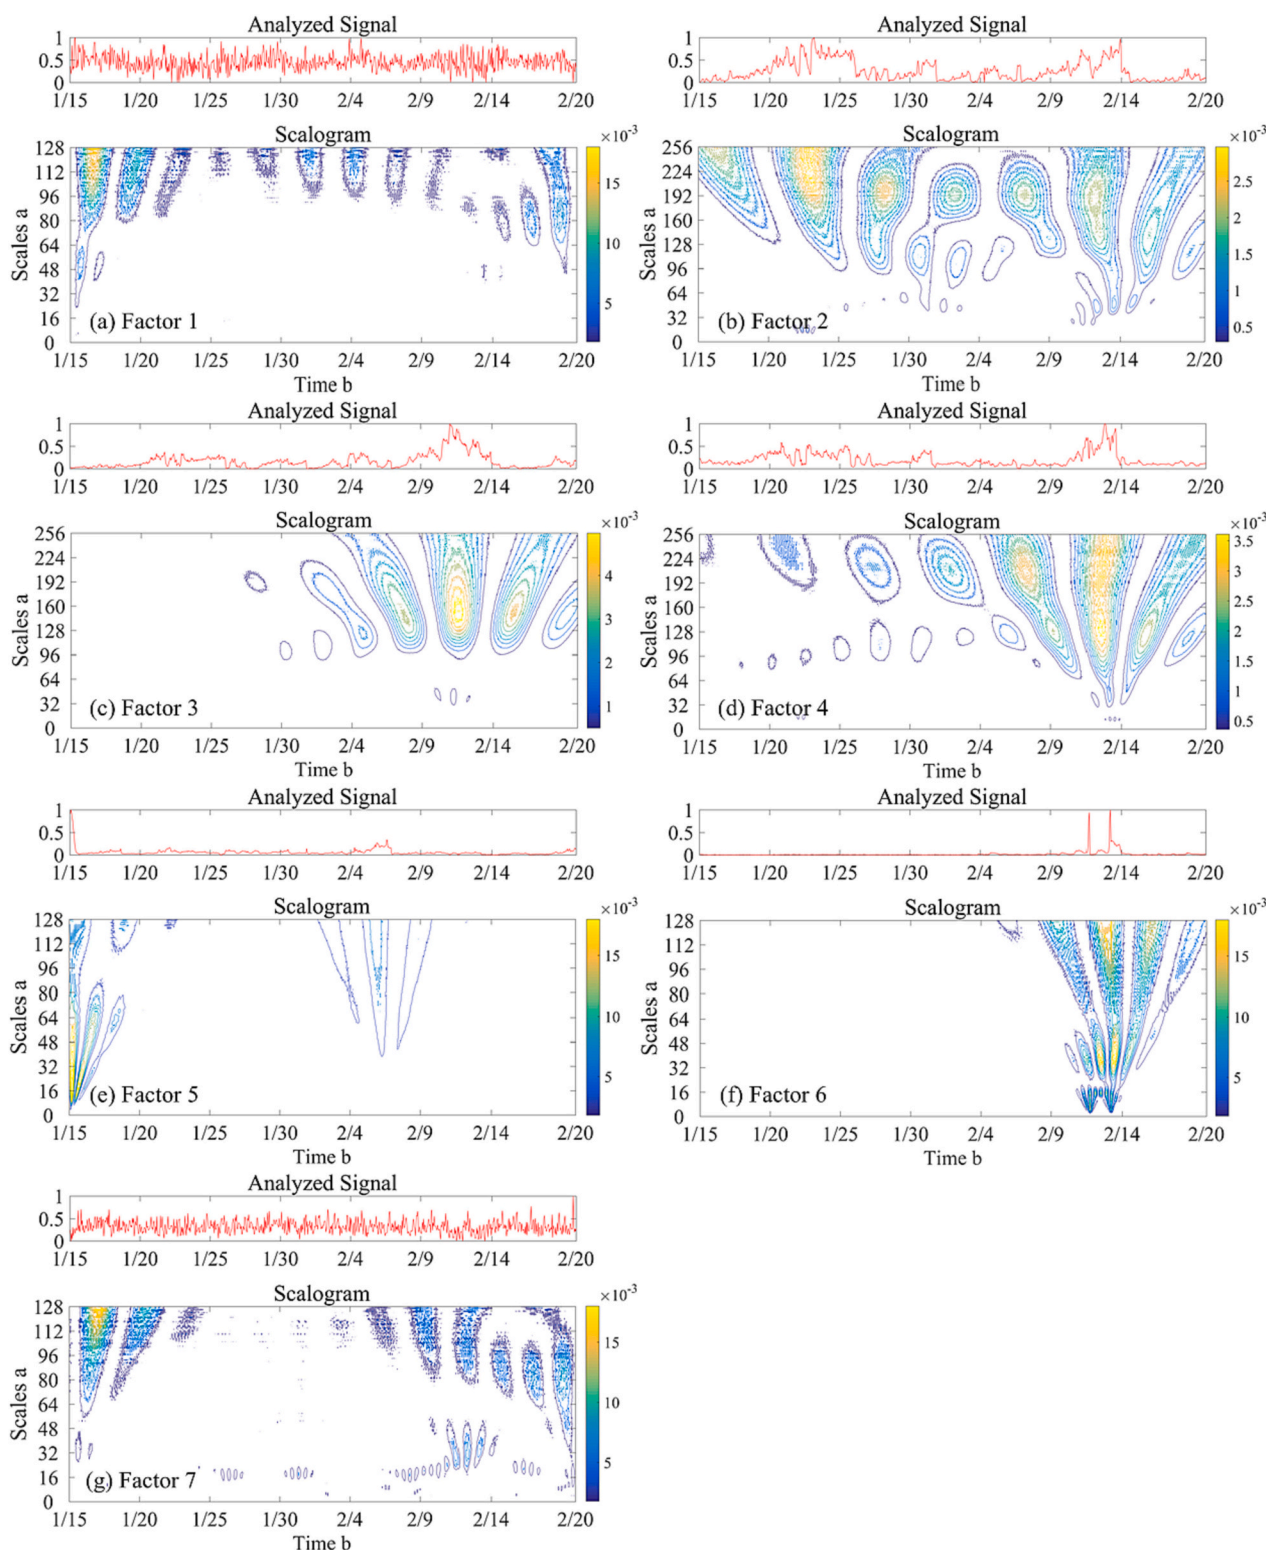 Analyzed Signal
1
0.5
0
1/15 1/20 1/25 1/30 2/4 2/9 2/14 2/20
Scalogram
×10-3
128
112
96
80
64
48
32
16
0
Scales a
15
10
5
(a) Factor 1
1/15 1/20 1/25 1/30 2/4 2/9 2/14 2/20
Time b
Analyzed Signal
1
0.5
0
1/15 1/20 1/25 1/30 2/4 2/9 2/14 2/20
Scalogram
×10-3
256
224
192
160
128
96
64
32
0
Scales a
2.5
2
1.5
1
0.5
(b) Factor 2
1/15 1/20 1/25 1/30 2/4 2/9 2/14 2/20
Time b
Analyzed Signal
1
0.5
0
1/15 1/20 1/25 1/30 2/4 2/9 2/14 2/20
Scalogram
×10-3
256
224
192
160
128
96
64
32
0
Scales a
4
3
2
1
(c) Factor 3
1/15 1/20 1/25 1/30 2/4 2/9 2/14 2/20
Time b
Analyzed Signal
1
0.5
0
1/15 1/20 1/25 1/30 2/4 2/9 2/14 2/20
Scalogram
×10-3
256
224
192
160
128
96
64
32
0
Scales a
3.5
3
2.5
2
1.5
1
0.5
(d) Factor 4
1/15 1/20 1/25 1/30 2/4 2/9 2/14 2/20
Time b
Analyzed Signal
1
0.5
0
1/15 1/20 1/25 1/30 2/4 2/9 2/14 2/20
Scalogram
×10-3
128
112
96
80
64
48
32
16
0
Scales a
15
10
5
(e) Factor 5
1/15 1/20 1/25 1/30 2/4 2/9 2/14 2/20
Time b
Analyzed Signal
1
0.5
0
1/15 1/20 1/25 1/30 2/4 2/9 2/14 2/20
Scalogram
×10-3
128
112
96
80
64
48
32
16
0
Scales a
15
10
5
(f) Factor 6
1/15 1/20 1/25 1/30 2/4 2/9 2/14 2/20
Time b
Analyzed Signal
1
0.5
0
1/15 1/20 1/25 1/30 2/4 2/9 2/14 2/20
Scalogram
×10-3
128
112
96
80
64
48
32
16
0
Scales a
15
10
5
(g) Factor 7
1/15 1/20 1/25 1/30 2/4 2/9 2/14 2/20
Time b